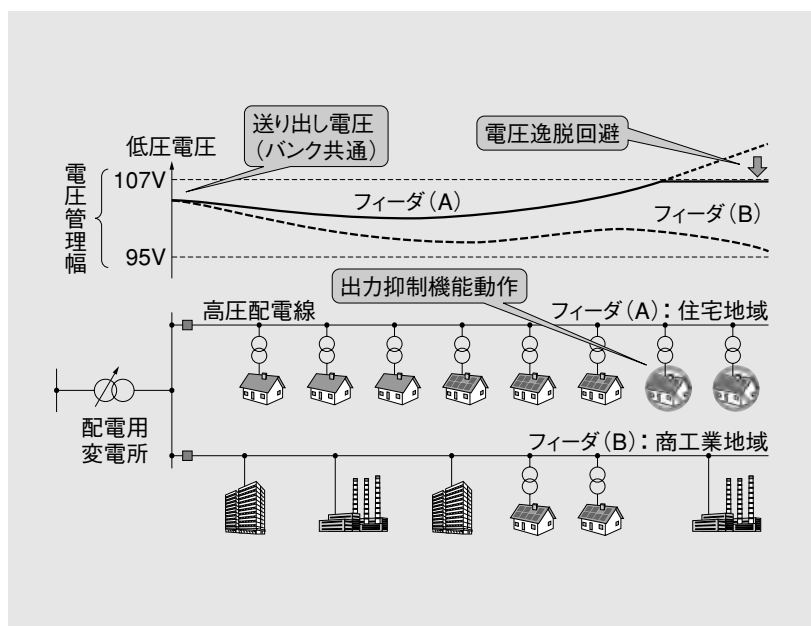 送り出し電圧
（バンク共通）
電圧逸脱回避
低圧電圧
107V
電圧管理幅
フィーダ（A）
フィーダ（B）
95V
出力抑制機能動作
高圧配電線
フィーダ（A）：住宅地域
配電用
変電所
フィーダ（B）：商工業地域